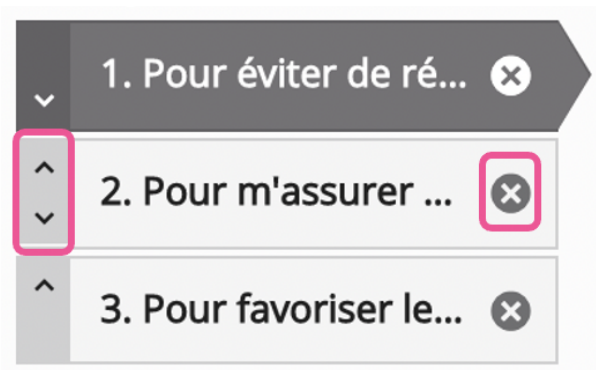 1. Pour éviter de ré...
2. Pour m'assurer ...
3. Pour favoriser le...